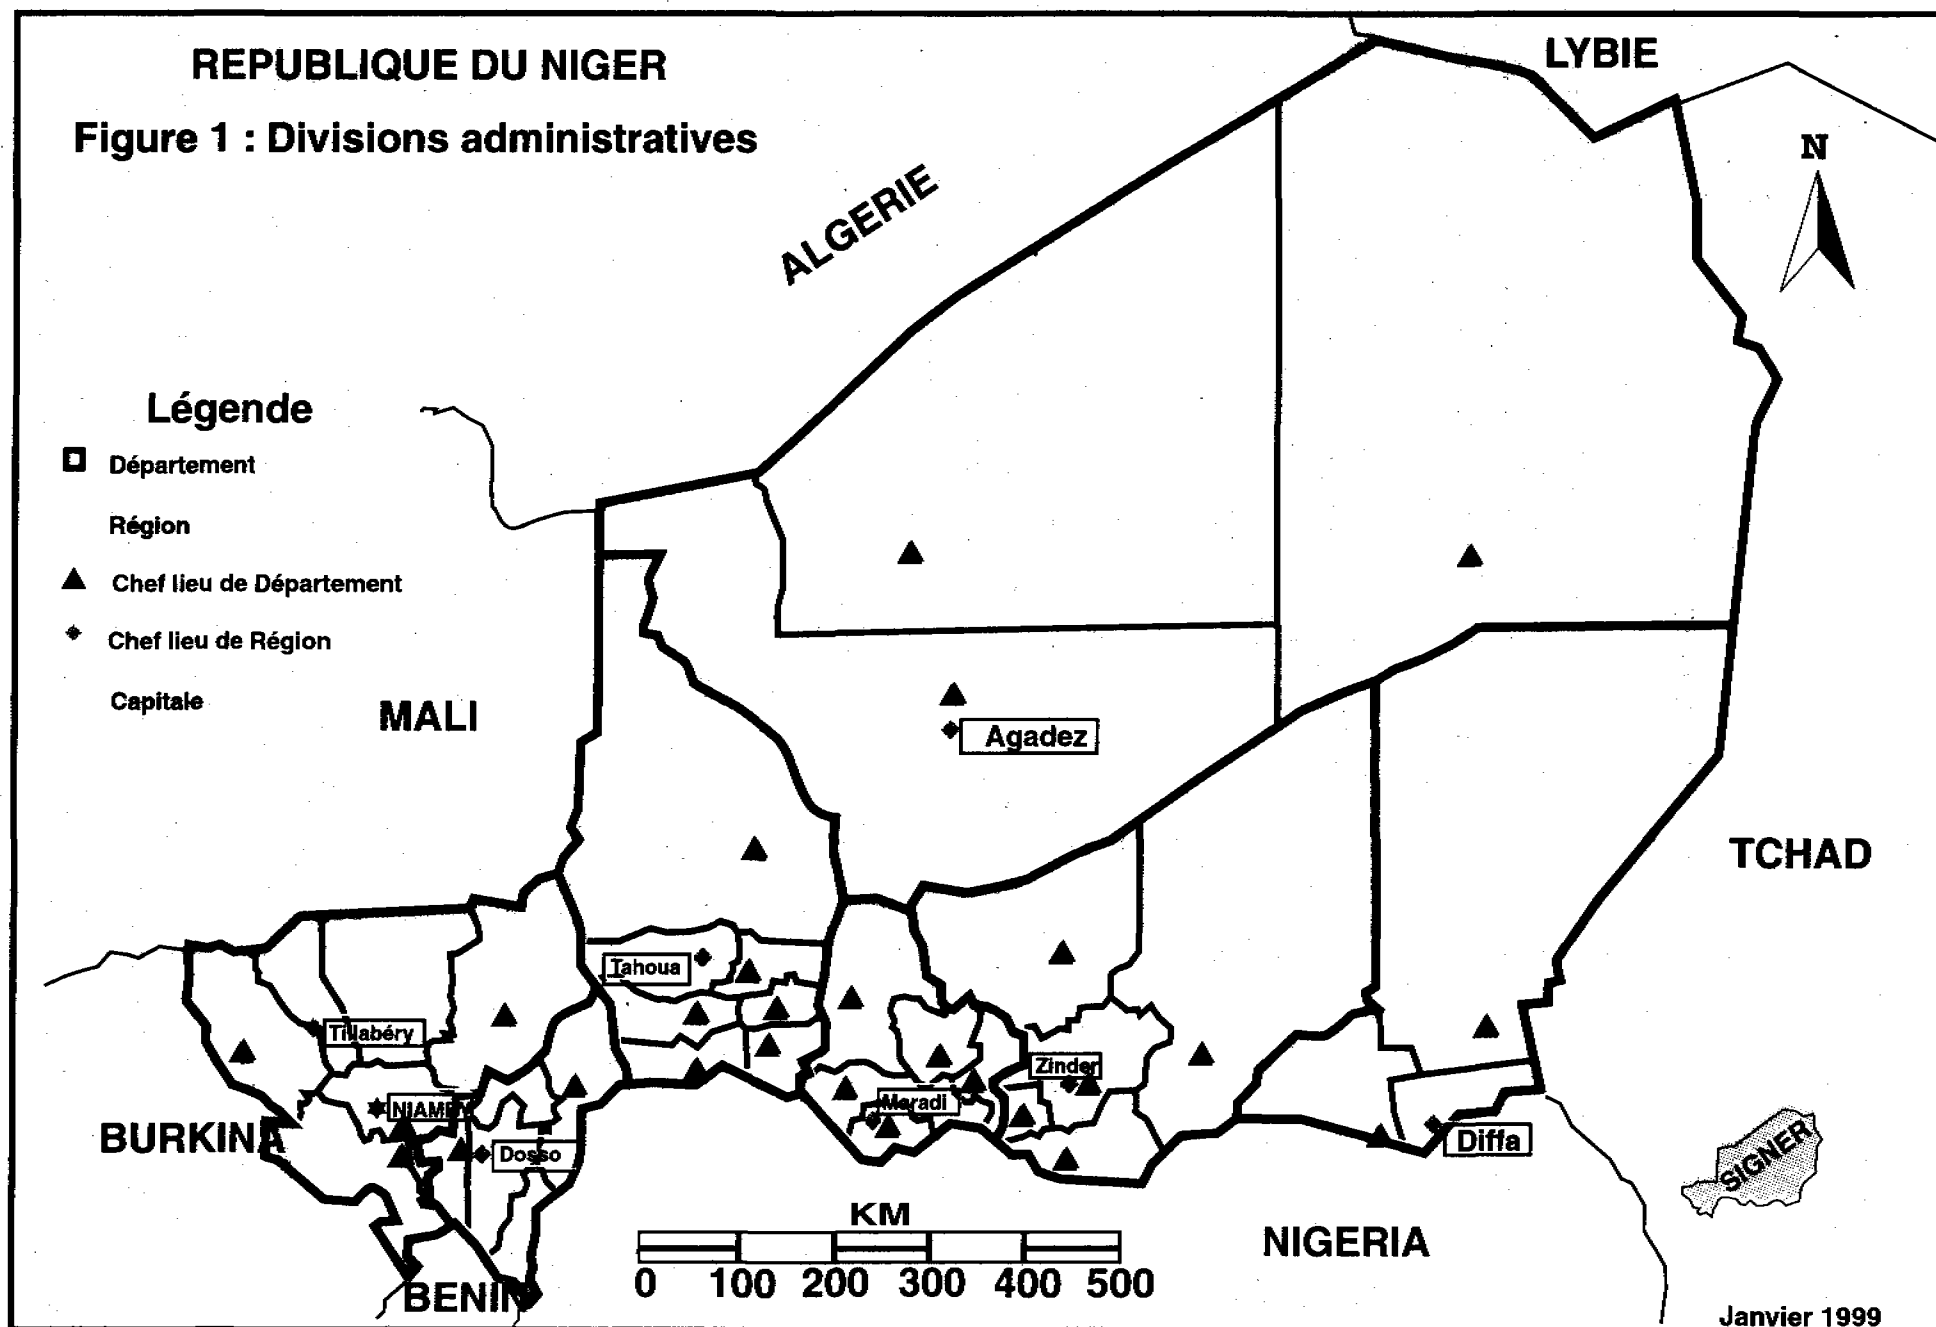 REPUBLIQUE DU NIGER
Figure 1 : Divisions administratives
LYBIE
N
ALGERIE
Légende
Département
Région
Chef lieu de Département
Chef lieu de Région
Capitale
MALI
Agadez
TCHAD
Tahoua
Tillabéry
Zinder
NIAMEY
Maradi
BURKINA
Dosso
Diffa
SIGNER
KM
0 100 200 300 400 500
NIGERIA
BENIN
Janvier 1999